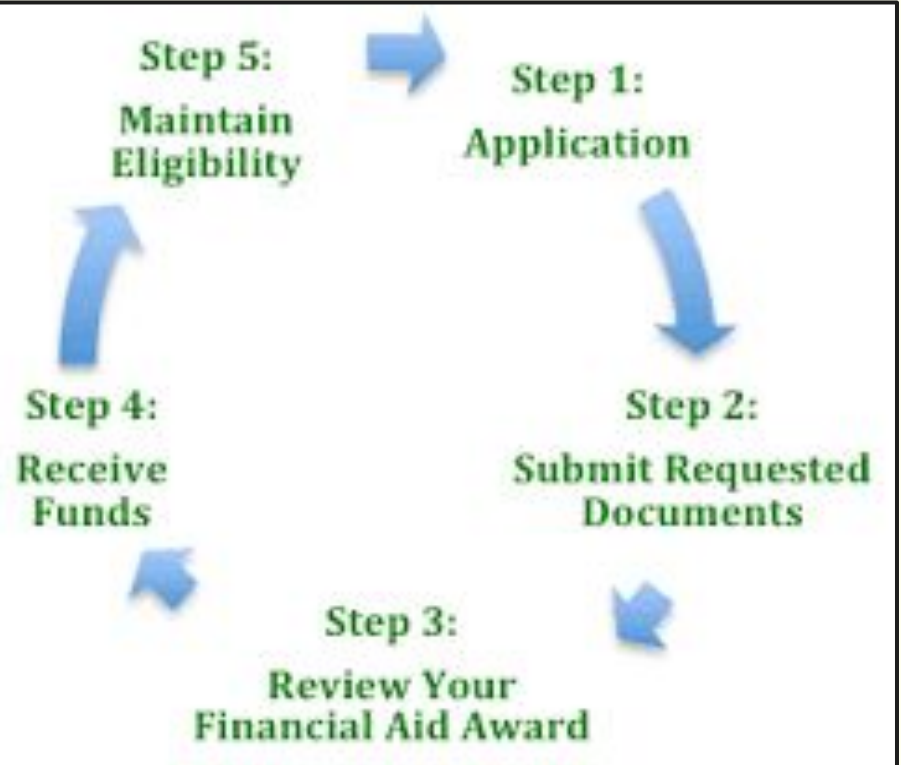 Step 1:
Application
Step 2:
Submit Requested
Documents
Step 3:
Review Your
Financial Aid Award
Step 4:
Receive
Funds
Step 5:
Maintain
Eligibility